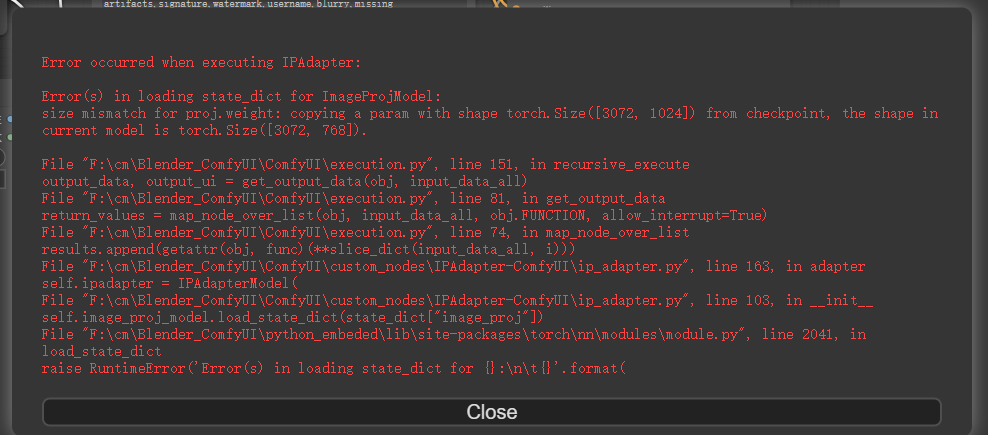 artifacts, signature, watermark, username, blurry, missing
Error occurred when executing IPAdapter:
Error(s) in loading state_dict for ImageProjModel:
size mismatch for proj.weight: copying a param with shape torch.Size([3072, 1024]) from checkpoint, the shape in
current model is torch.Size([3072, 768]).
File "F:\cm\Blender_ComfyUI\ComfyUI\execution.py", line 151, in recursive_execute
output_data, output_ui = get_output_data(obj, input_data_all)
File "F:\cm\Blender_ComfyUI\ComfyUI\execution.py", line 81, in get_output_data
return_values = map_node_over_list(obj, input_data_all, obj.FUNCTION, allow_interrupt=True)
File "F:\cm\Blender_ComfyUI\ComfyUI\execution.py", line 74, in map_node_over_list
results.append(getattr(obj, func)(**slice_dict(input_data_all, i)))
File "F:\cm\Blender_ComfyUI\ComfyUI\custom_nodes\IPAdapter-ComfyUI\ip_adapter.py", line 163, in adapter
self.ipadapter = IPAdapterModel(
File "F:\cm\Blender_ComfyUI\ComfyUI\custom_nodes\IPAdapter-ComfyUI\ip_adapter.py", line 103, in __init__
self.image_proj_model.load_state_dict(state_dict["image_proj"])
File "F:\cm\Blender_ComfyUI\python_embeded\lib\site-packages\torch\nn\modules\module.py", line 2041, in
load_state_dict
raise RuntimeError('Error(s) in loading state_dict for {}:\n\t{}'.format(
Close